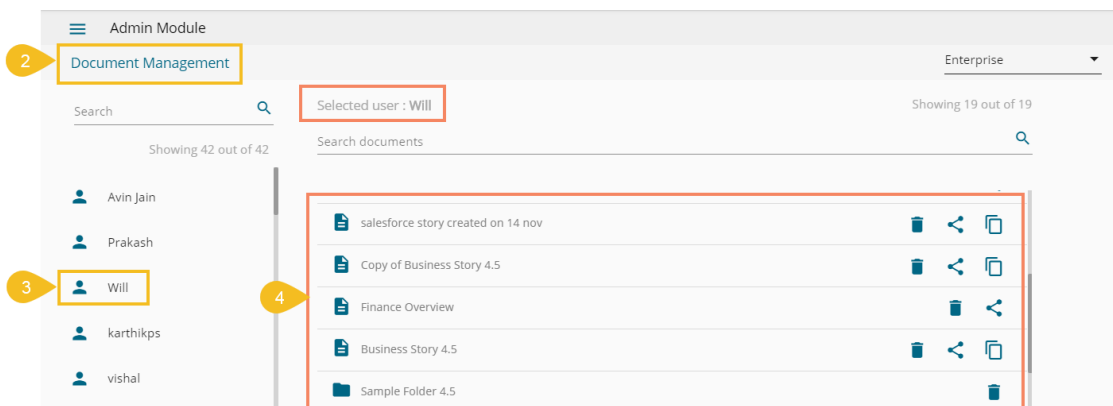 Admin Module
2
Document Management
Enterprise
Search
Selected user : Will
Showing 19 out of 19
Search documents
Showing 42 out of 42
Avin Jain
Prakash
3
Will
karthikps
vishal
4
salesforce story created on 14 nov
Copy of Business Story 4.5
Finance Overview
Business Story 4.5
Sample Folder 4.5